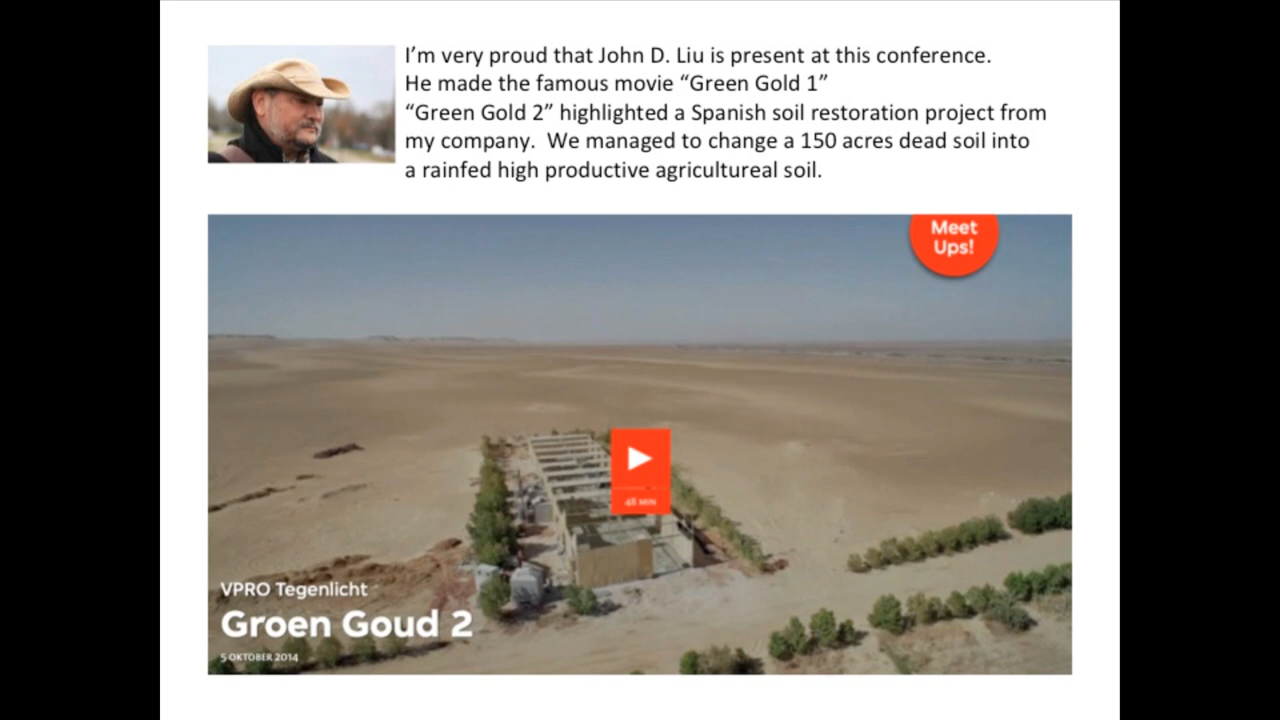 I'm very proud that John D. Liu is present at this conference.
He made the famous movie “Green Gold 1”
“Green Gold 2” highlighted a Spanish soil restoration project from
my company.  We managed to change a 150 acres dead soil into
a rainfed high productive agricultureal soil.
Meet
Ups!
48 MIN
VPRO Tegenlicht
Groen Goud 2
5 OKTOBER 2014